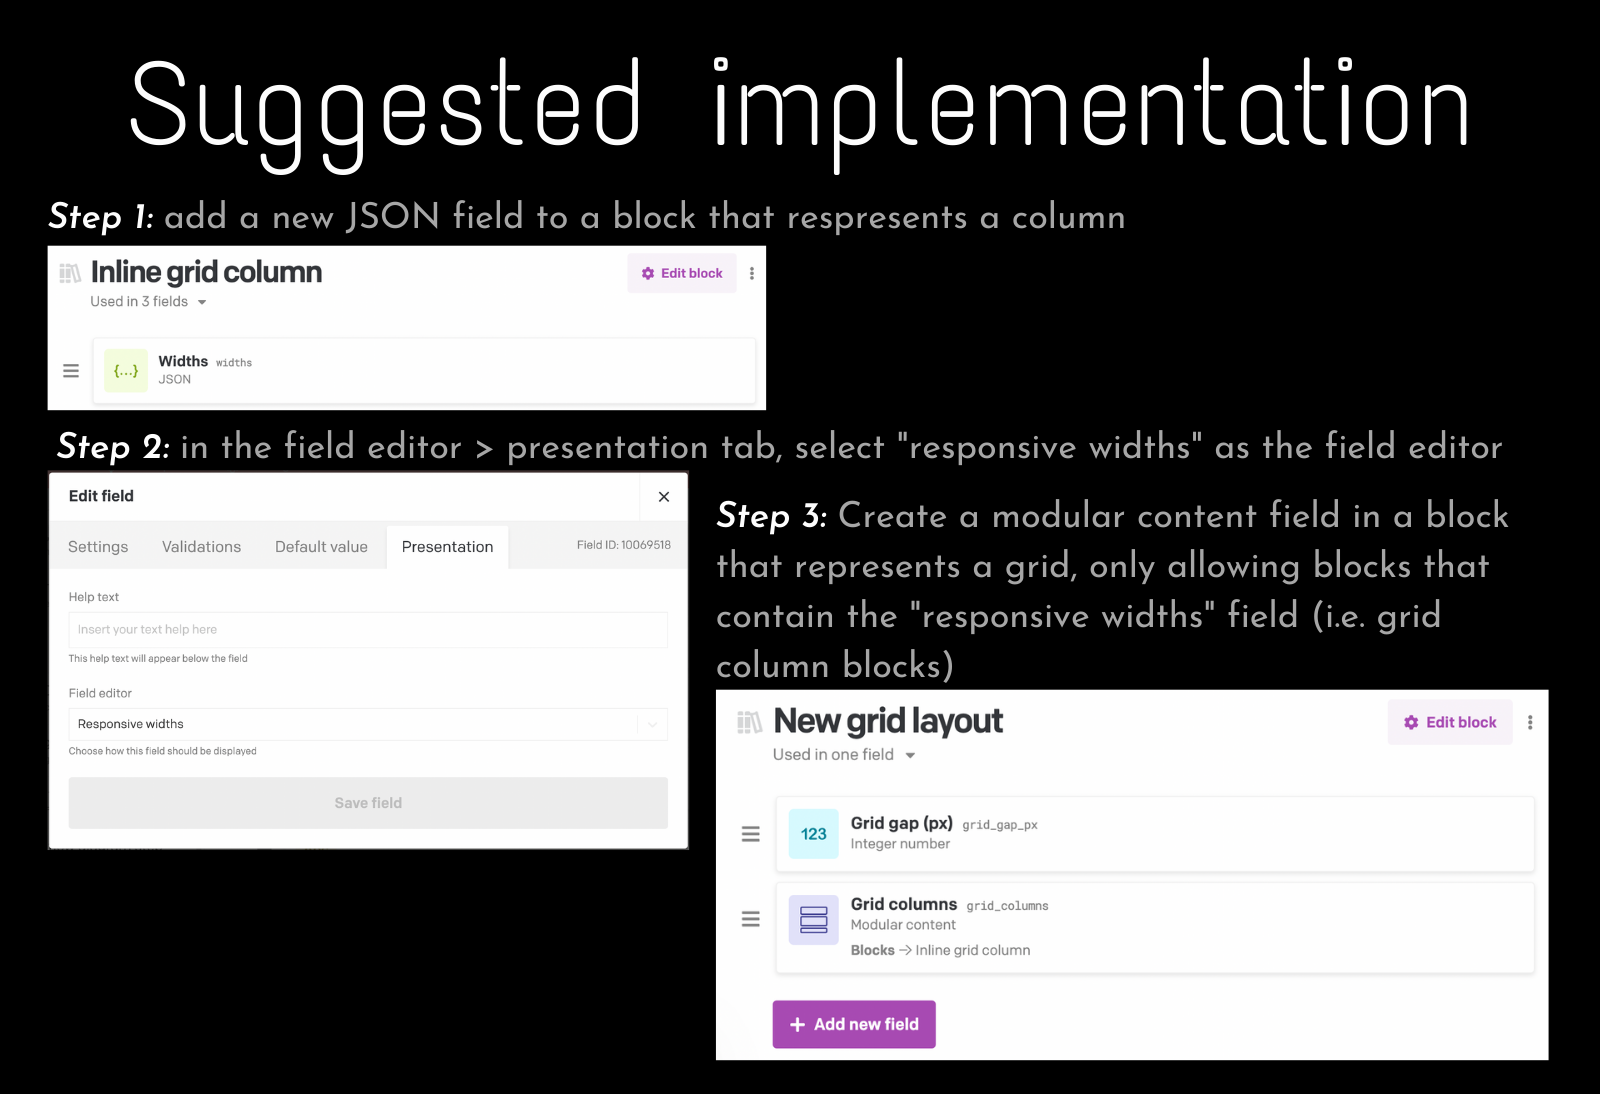 Suggested implementation
Step 1: add a new JSON field to a block that respresents a column
Inline grid column
Edit block
Used in 3 fields
{...}
Widths widths
JSON
Step 2: in the field editor > presentation tab, select "responsive widths" as the field editor
Edit field
Settings Validations Default value Presentation Field ID: 10069518
Help text
Insert your text help here
This help text will appear below the field
Field editor
Responsive widths
Choose how this field should be displayed
Save field
Step 3: Create a modular content field in a block
that represents a grid, only allowing blocks that
contain the "responsive widths" field (i.e. grid
column blocks)
New grid layout
Edit block
Used in one field
123
Grid gap (px) grid_gap_px
Integer number
Grid columns grid_columns
Modular content
Blocks → Inline grid column
+ Add new field